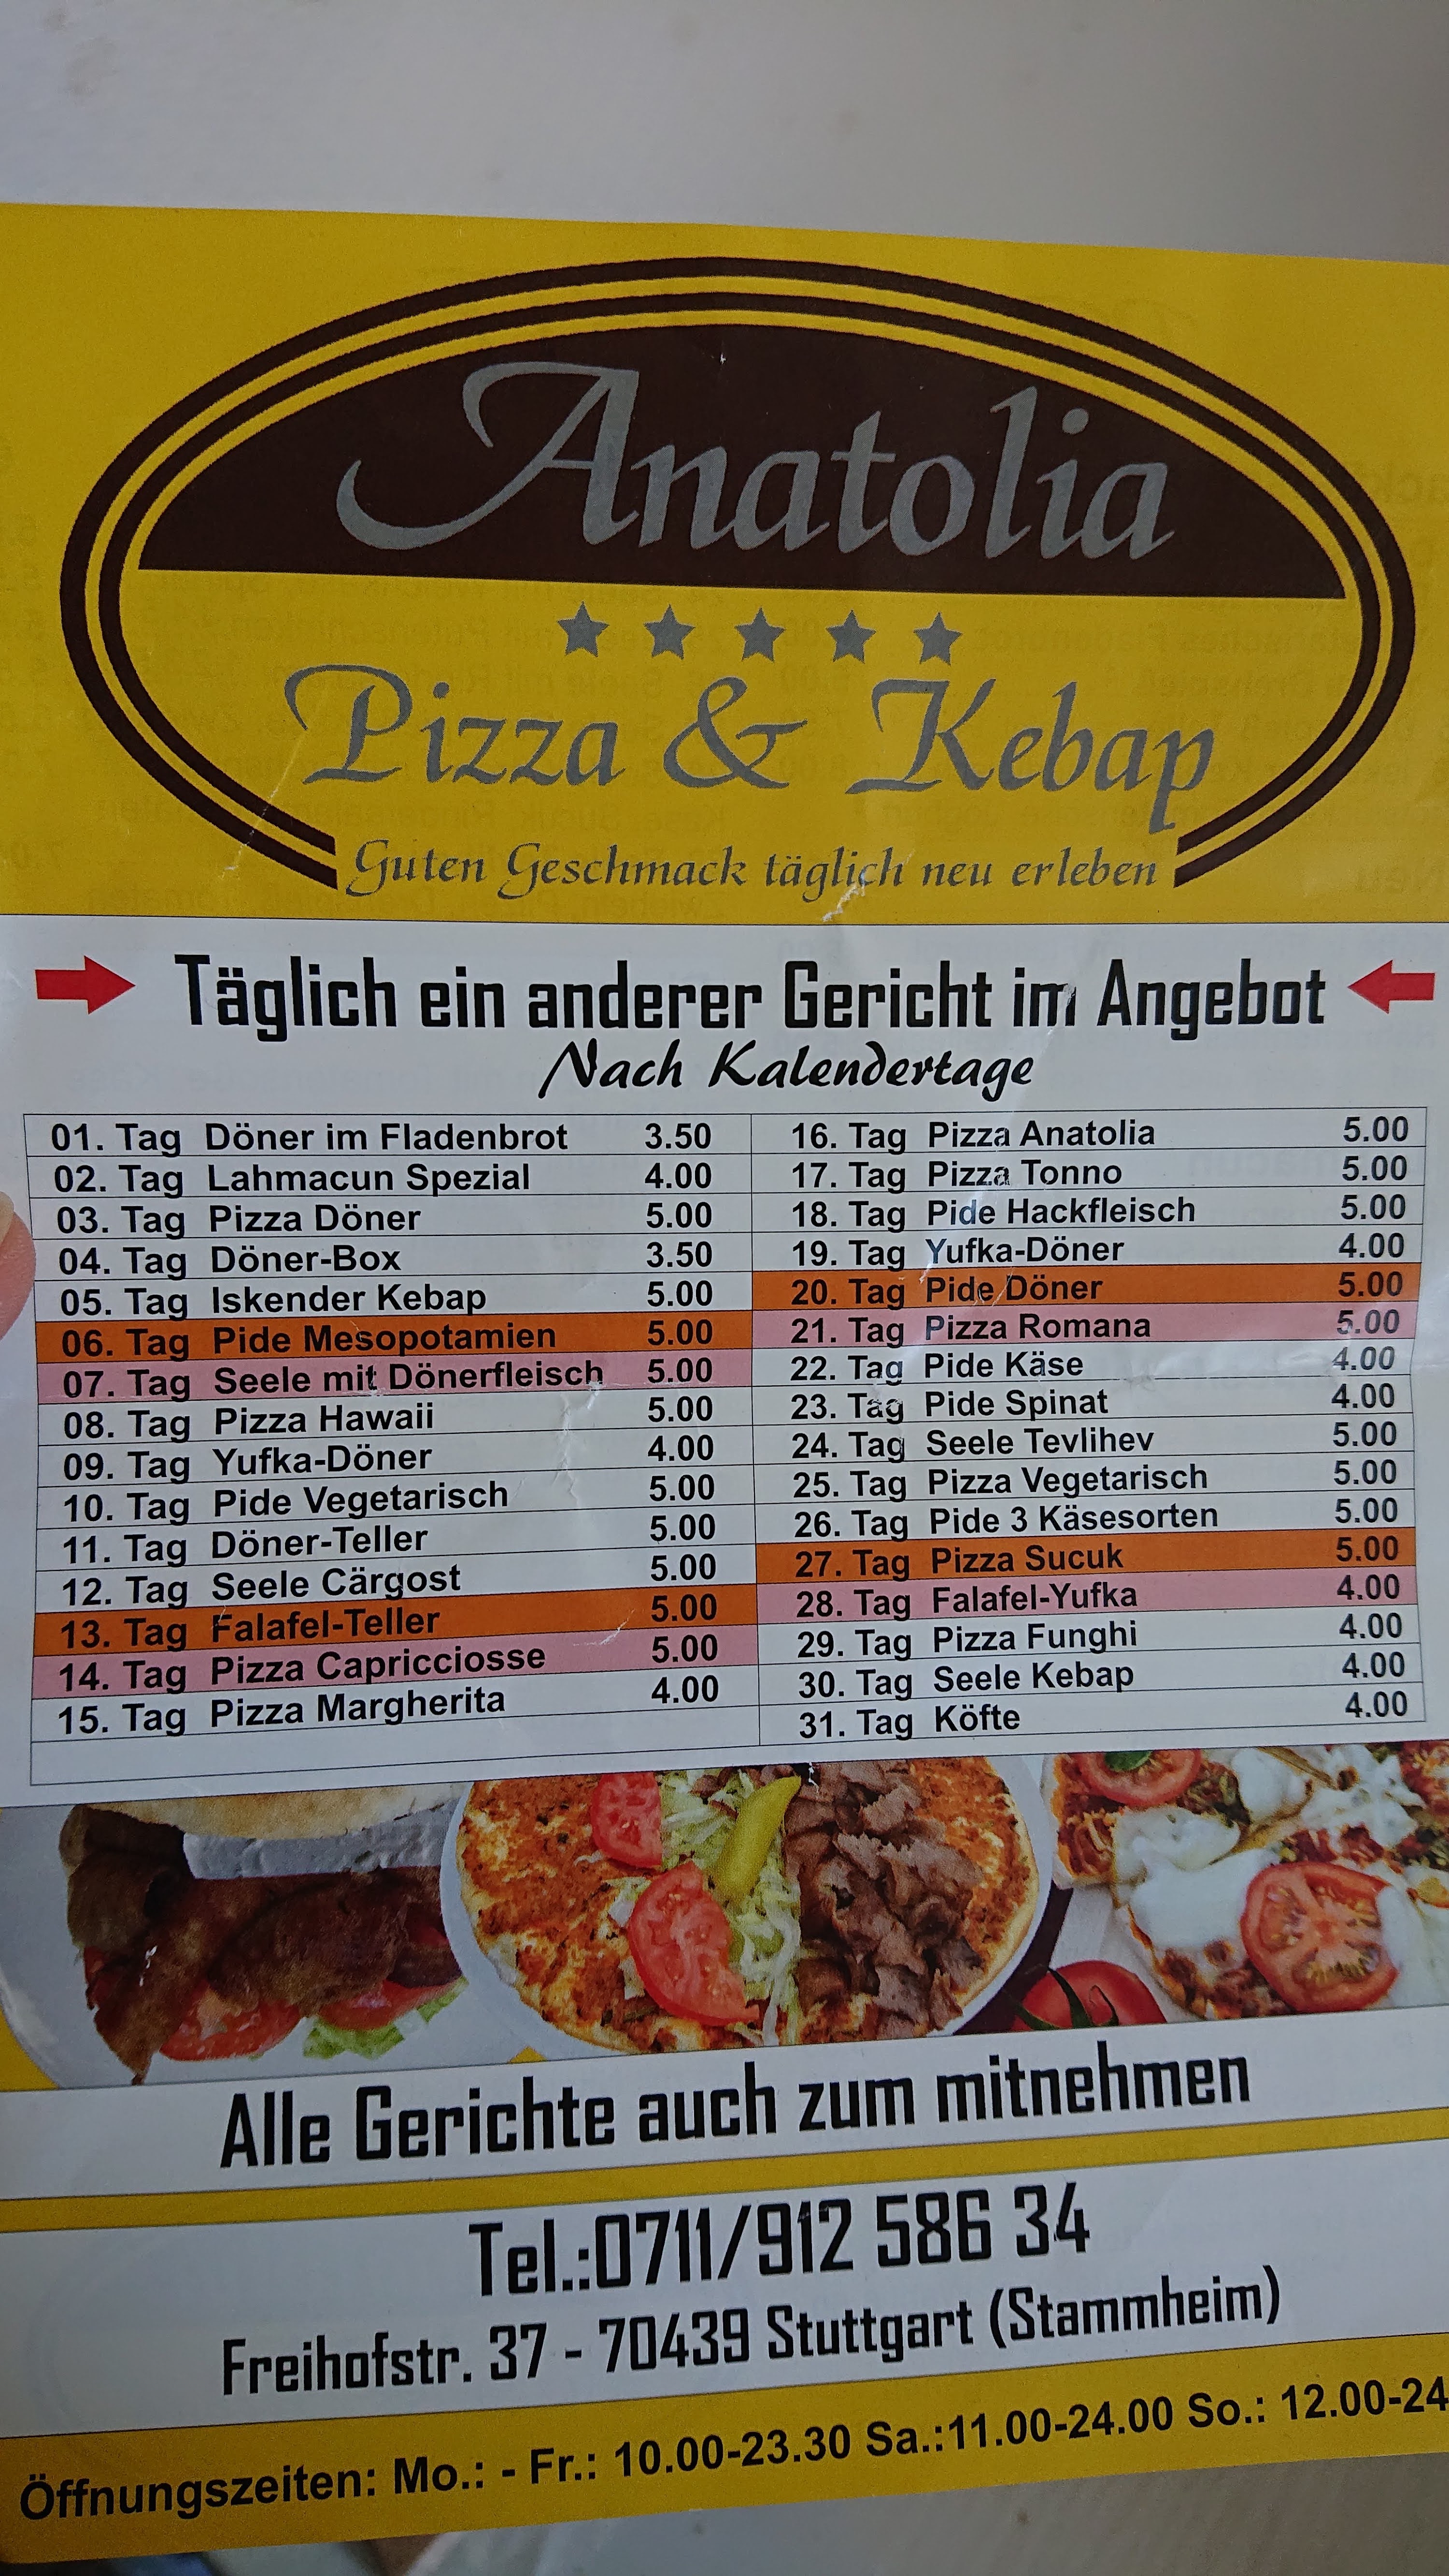 Anatolia
Pizza & Kebap
Guten Geschmack täglich neu erleben
Täglich ein anderer Gericht im Angebot
Nach Kalendertage
01. Tag Döner im Fladenbrot 3.50
02. Tag Lahmacun Spezial 4.00
03. Tag Pizza Döner 5.00
04. Tag Döner-Box 3.50
05. Tag Iskender Kebap 5.00
06. Tag Pide Mesopotamien 5.00
07. Tag Seele mit Dönerfleisch 5.00
08. Tag Pizza Hawaii 5.00
09. Tag Yufka-Döner 4.00
10. Tag Pide Vegetarisch 5.00
11. Tag Döner-Teller 5.00
12. Tag Seele Cärgost 5.00
13. Tag Falafel-Teller 5.00
14. Tag Pizza Capricciosse 5.00
15. Tag Pizza Margherita 4.00
16. Tag Pizza Anatolia 5.00
17. Tag Pizza Tonno 5.00
18. Tag Pide Hackfleisch 5.00
19. Tag Yufka-Döner 4.00
20. Tag Pide Döner 5.00
21. Tag Pizza Romana 5.00
22. Tag Pide Käse 4.00
23. Tag Pide Spinat 4.00
24. Tag Seele Tevlihev 5.00
25. Tag Pizza Vegetarisch 5.00
26. Tag Pide 3 Käsesorten 5.00
27. Tag Pizza Sucuk 5.00
28. Tag Falafel-Yufka 4.00
29. Tag Pizza Funghi 4.00
30. Tag Seele Kebap 4.00
31. Tag Köfte 4.00
Alle Gerichte auch zum mitnehmen
Tel.:0711/912 586 34
Freihofstr. 37 - 70439 Stuttgart (Stammheim)
Öffnungszeiten: Mo.: - Fr.: 10.00-23.30 Sa.:11.00-24.00 So.: 12.00-24